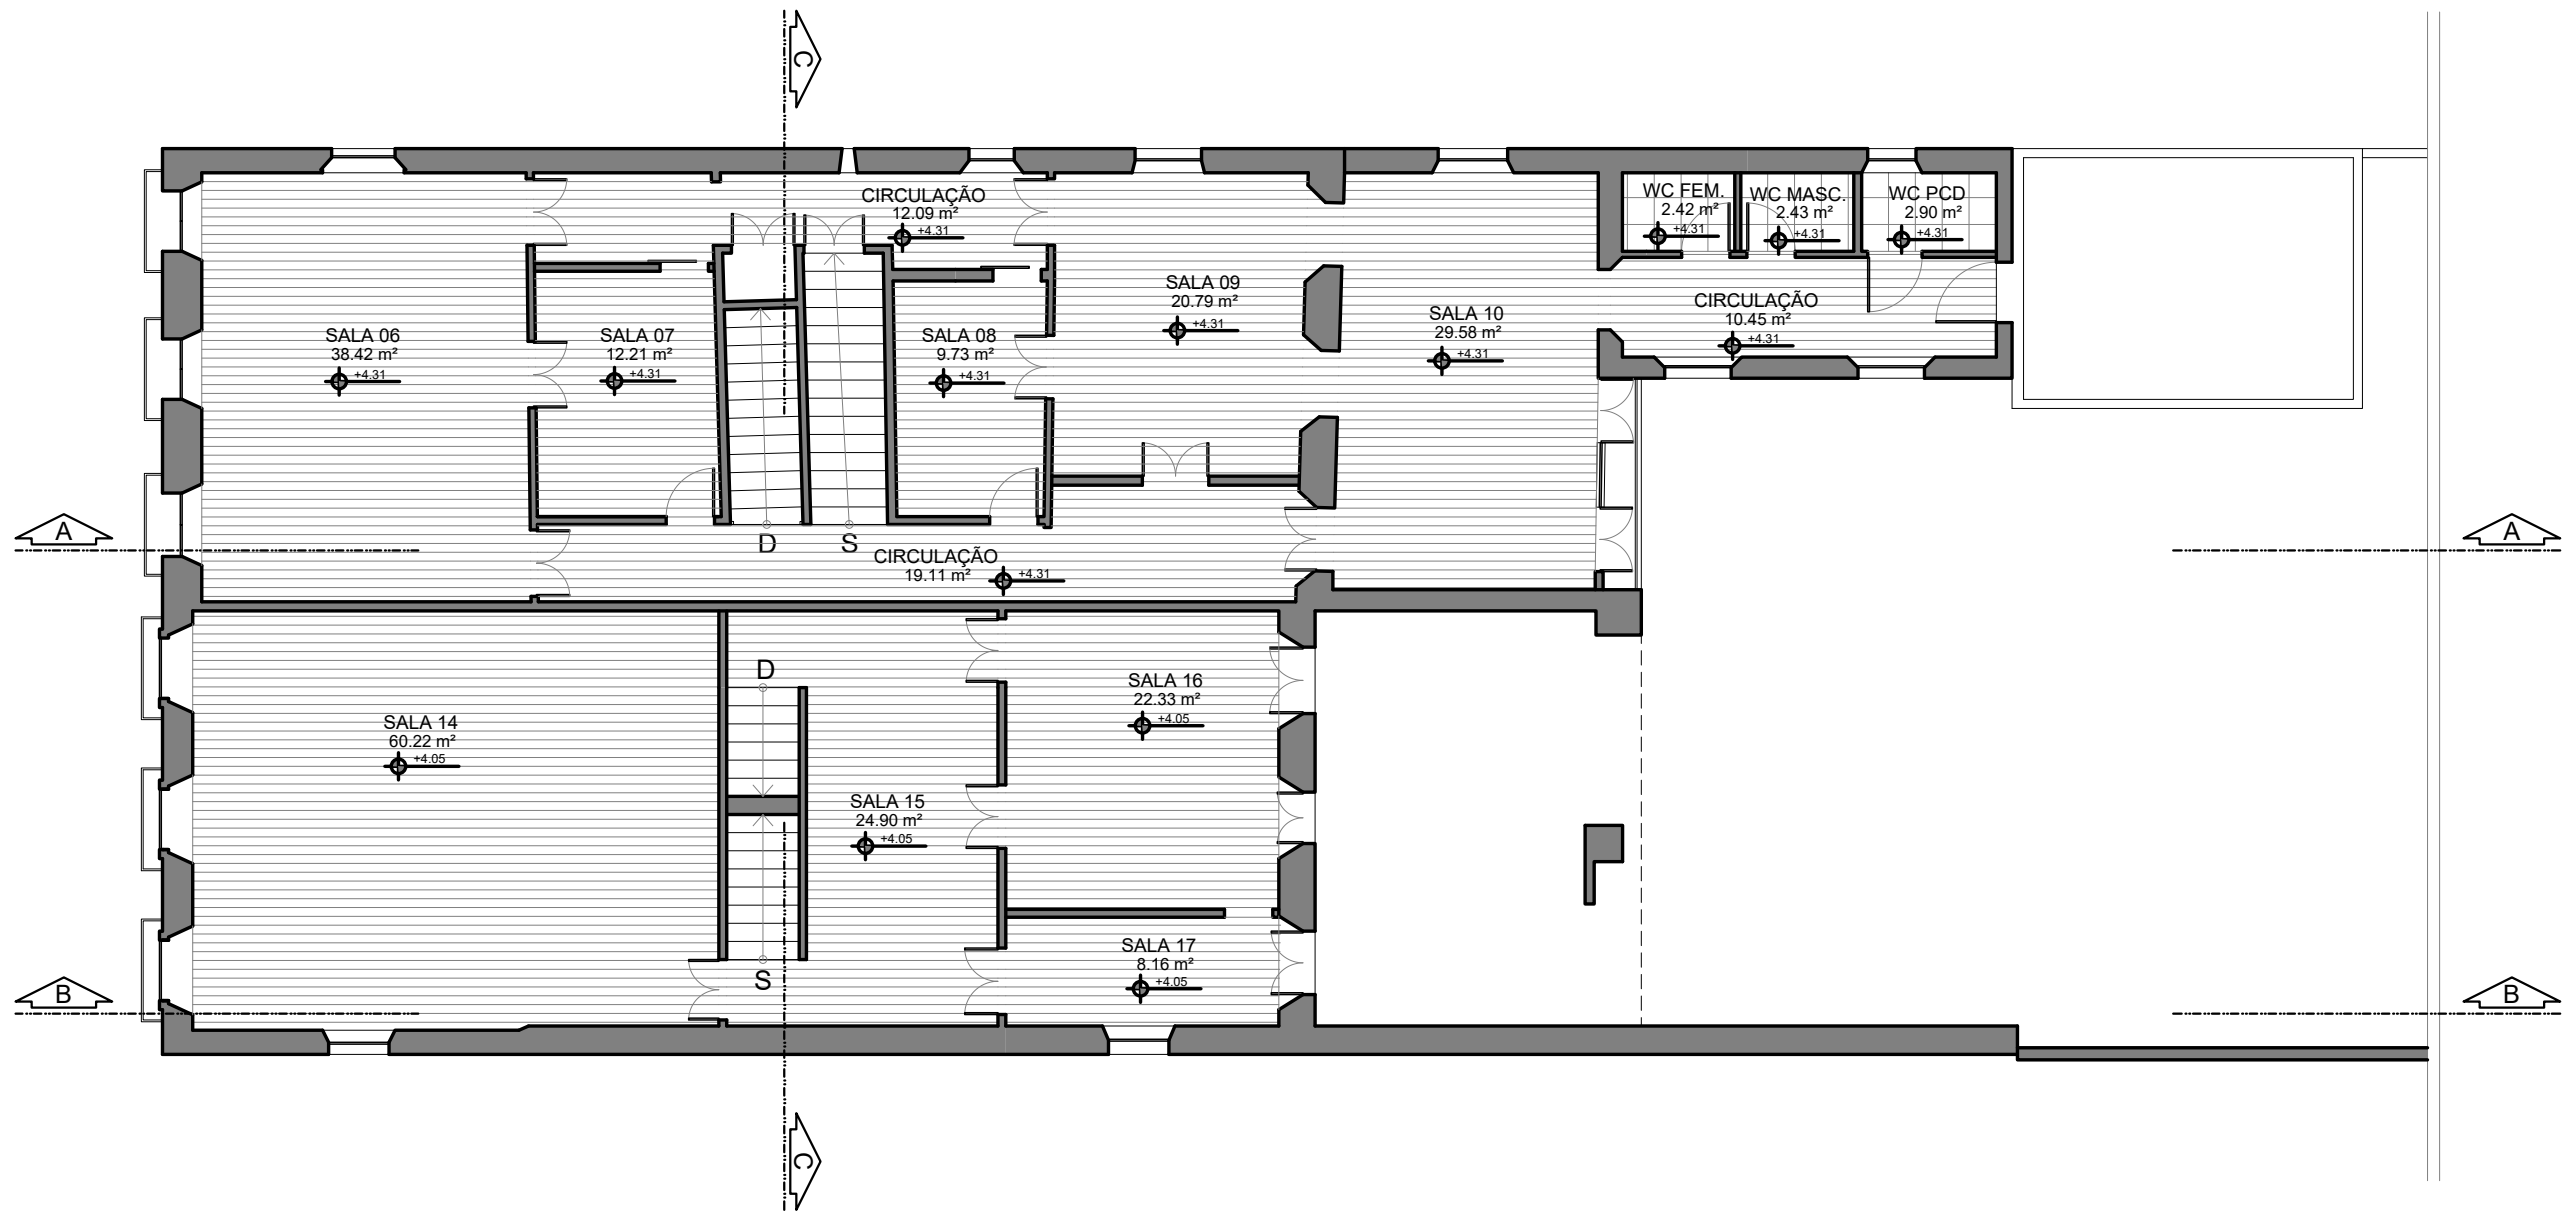 C
CIRCULAÇÃO
12.09 m²
+4.31
WC FEM.
2.42 m²
+4.31
WC MASC.
2.43 m²
+4.31
WC PCD
2.90 m²
+4.31
SALA 06
38.42 m²
+4.31
SALA 07
12.21 m²
+4.31
SALA 08
9.73 m²
+4.31
SALA 09
20.79 m²
+4.31
SALA 10
29.58 m²
+4.31
CIRCULAÇÃO
10.45 m²
+4.31
A
D
S
CIRCULAÇÃO
19.11 m²
+4.31
A
D
SALA 14
60.22 m²
+4.05
SALA 15
24.90 m²
+4.05
SALA 16
22.33 m²
+4.05
SALA 17
8.16 m²
+4.05
S
B
B
C